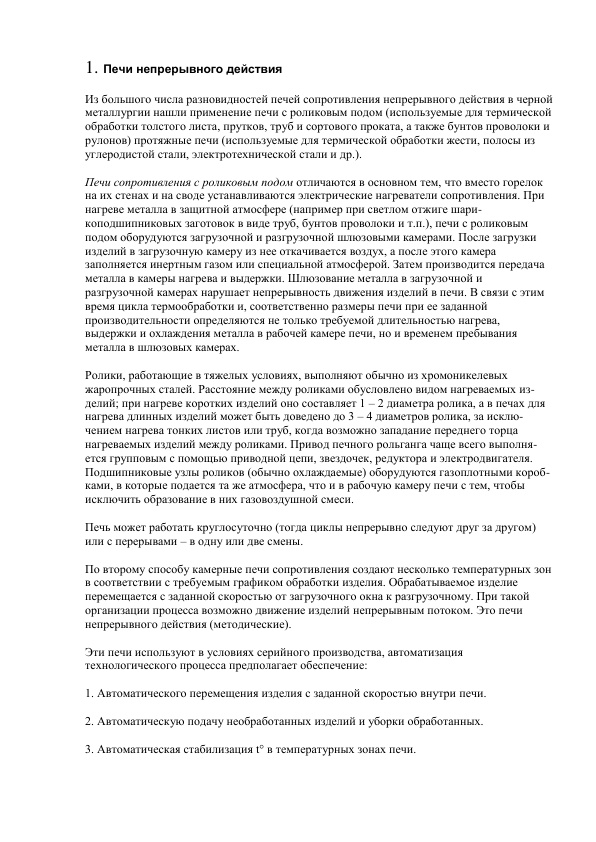 1. Печи непрерывного действия
Из большого числа разновидностей печей сопротивления непрерывного действия в черной
металлургии нашли применение печи с роликовым подом (используемые для термической
обработки толстого листа, прутков, труб и сортового проката, а также бунтов проволоки и
рулонов) протяжные печи (используемые для термической обработки жести, полосы из
углеродистой стали, электротехнической стали и др.).
Печи сопротивления с роликовым подом отличаются в основном тем, что вместо горелок
на их стенах и на своде устанавливаются электрические нагреватели сопротивления. При
нагреве металла в защитной атмосфере (например при светлом отжиге шари-
коподшипниковых заготовок в виде труб, бунтов проволоки и т.п.), печи с роликовым
подом оборудуются загрузочной и разгрузочной шлюзовыми камерами. После загрузки
изделий в загрузочную камеру из нее откачивается воздух, а после этого камера
заполняется инертным газом или специальной атмосферой. Затем производится передача
металла в камеры нагрева и выдержки. Шлюзование металла в загрузочной и
разгрузочной камерах нарушает непрерывность движения изделий в печи. В связи с этим
время цикла термообработки и, соответственно размеры печи при ее заданной
производительности определяются не только требуемой длительностью нагрева,
выдержки и охлаждения металла в рабочей камере печи, но и временем пребывания
металла в шлюзовых камерах.
Ролики, работающие в тяжелых условиях, выполняют обычно из хромоникелевых
жаропрочных сталей. Расстояние между роликами обусловлено видом нагреваемых из-
делий; при нагреве коротких изделий оно составляет 1 – 2 диаметра ролика, а в печах для
нагрева длинных изделий может быть доведено до 3 – 4 диаметров ролика, за исклю-
чением нагрева тонких листов или труб, когда возможно западание переднего торца
нагреваемых изделий между роликами. Привод печного рольганга чаще всего выполня-
ется групповым с помощью приводной цепи, звездочек, редуктора и электродвигателя.
Подшипниковые узлы роликов (обычно охлаждаемые) оборудуются газоплотными короб-
ками, в которые подается та же атмосфера, что и в рабочую камеру печи с тем, чтобы
исключить образование в них газовоздушной смеси.
Печь может работать круглосуточно (тогда циклы непрерывно следуют друг за другом)
или с перерывами – в одну или две смены.
По второму способу камерные печи сопротивления создают несколько температурных зон
в соответствии с требуемым графиком обработки изделия. Обрабатываемое изделие
перемещается с заданной скоростью от загрузочного окна к разгрузочному. При такой
организации процесса возможно движение изделий непрерывным потоком. Это печи
непрерывного действия (методические).
Эти печи используют в условиях серийного производства, автоматизация
технологического процесса предполагает обеспечение:
1. Автоматического перемещения изделия с заданной скоростью внутри печи.
2. Автоматическую подачу необработанных изделий и уборки обработанных.
3. Автоматическая стабилизация t° в температурных зонах печи.